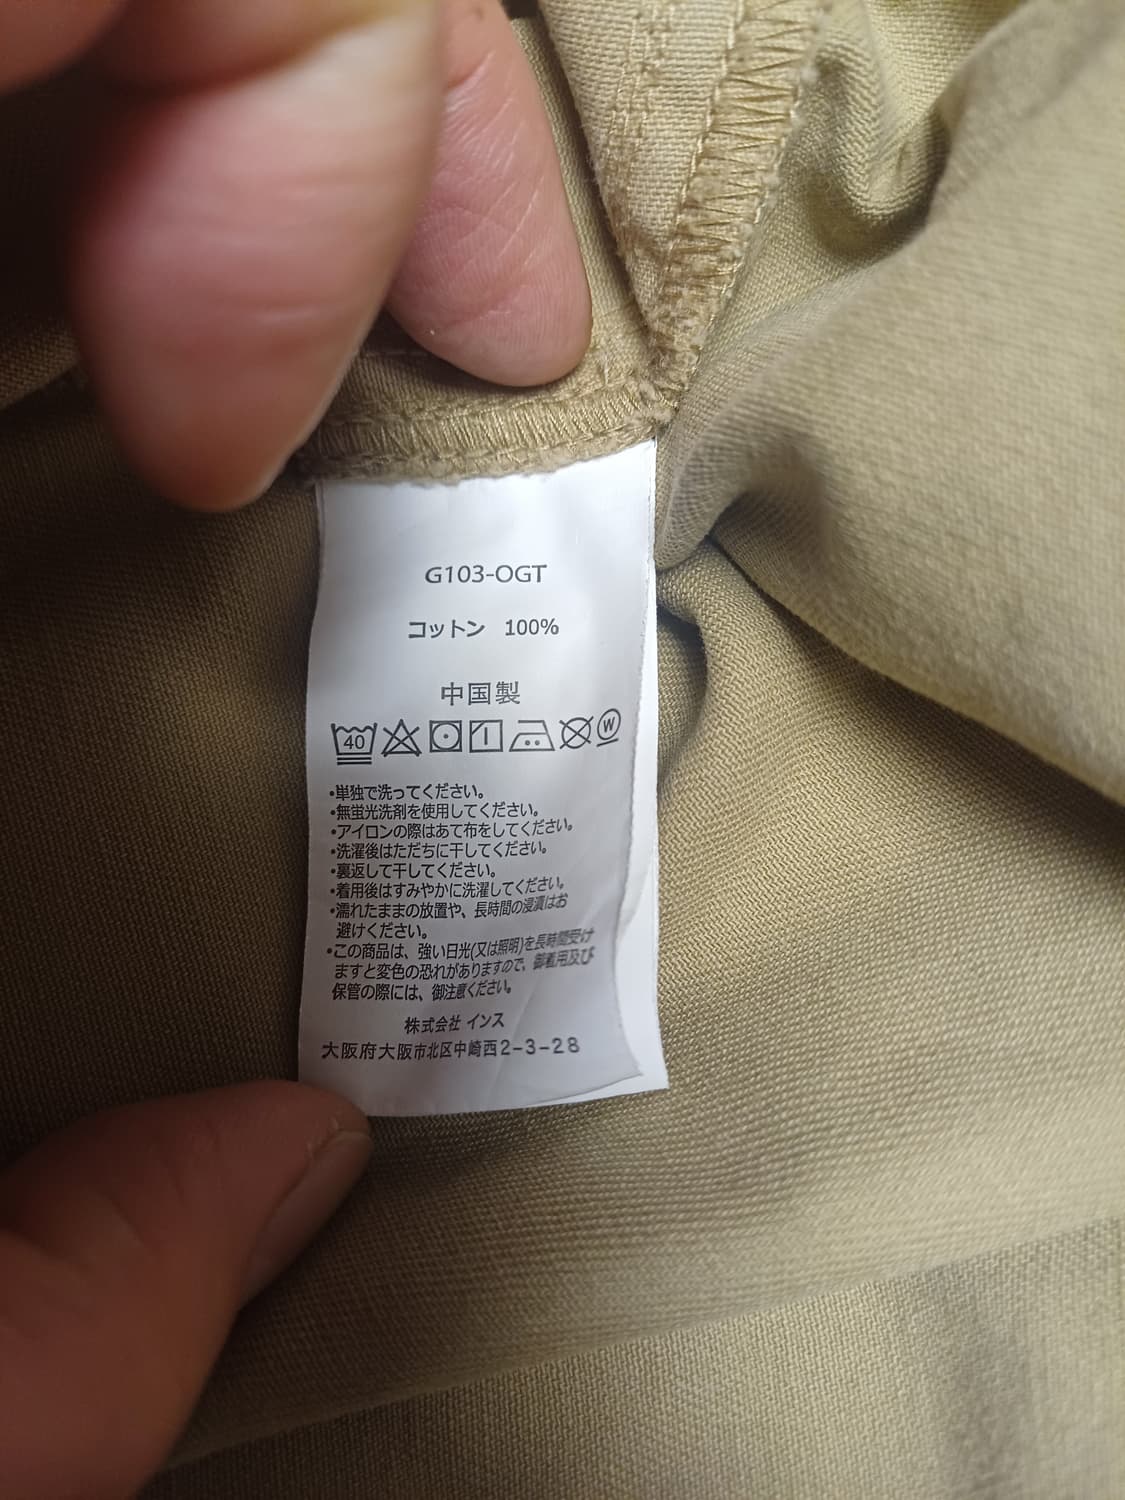 G103-OGT
コットン 100%
中国製
40 W
・単独で洗ってください。
・無蛍光洗剤を使用してください。
・アイロンの際はあて布をしてください。
・洗濯後はただちに干してください。
・裏返して干してください。
・着用後はすみやかに洗濯してください。
・濡れたままの放置や、長時間の浸漬はお
避けください。
・この商品は、強い日光(又は照明)を長時間受け
ますと変色の恐れがありますので、御着用及び
保管の際には、御注意ください。
株式会社 インス
大阪府大阪市北区中崎西2-3-28